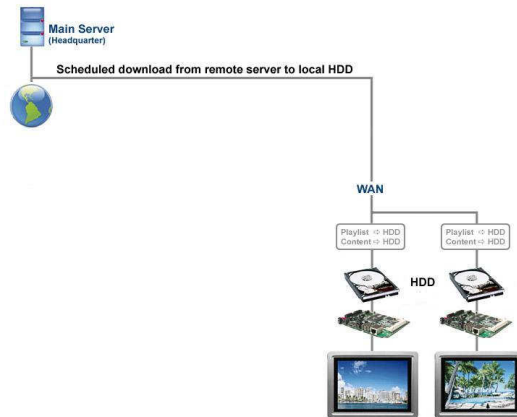 Main Server
(Headquarter)
Scheduled download from remote server to local HDD
WAN
Playlist ⇨ HDD
Content ⇨ HDD
Playlist ⇨ HDD
Content ⇨ HDD
HDD